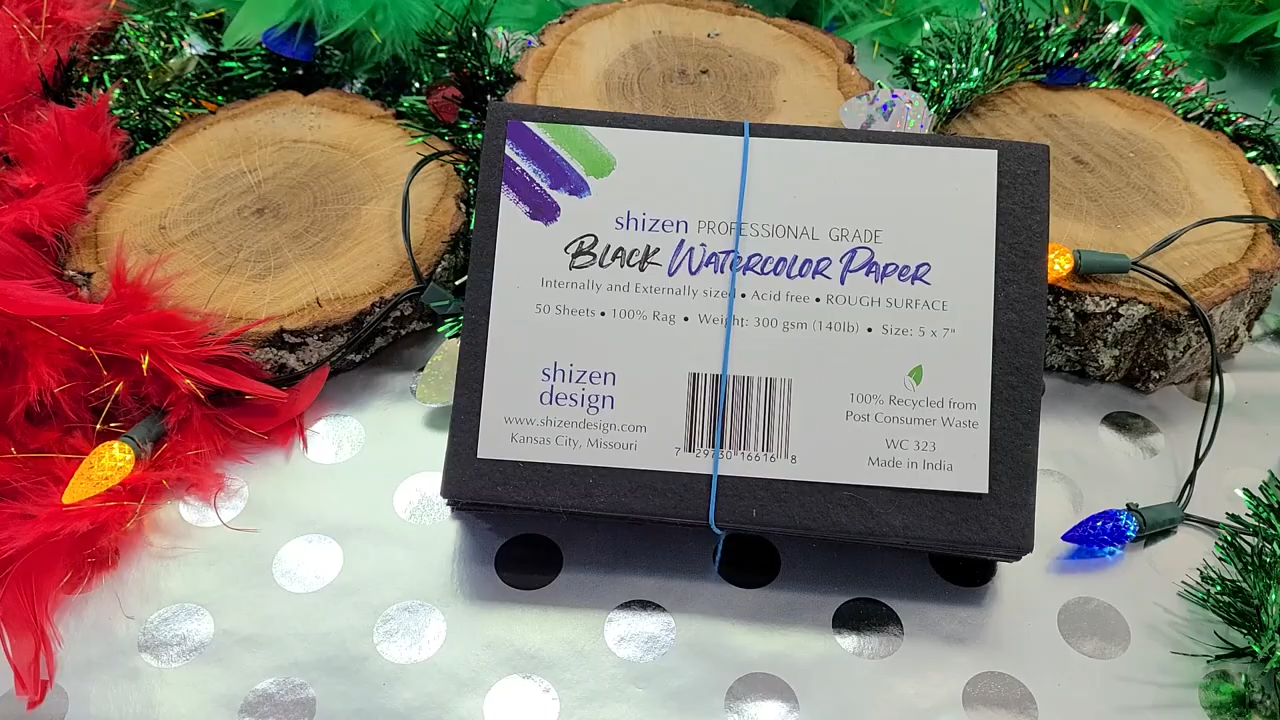 shizen PROFESSIONAL GRADE
BLACK WATERCOLOR PAPER
Internally and Externally sized • Acid free • ROUGH SURFACE
50 Sheets • 100% Rag • Weight: 300 gsm (140lb) • Size: 5 x 7"
shizen
design
www.shizendesign.com
Kansas City, Missouri
7 29730 16616 8
100% Recycled from
Post Consumer Waste
WC 323
Made in India